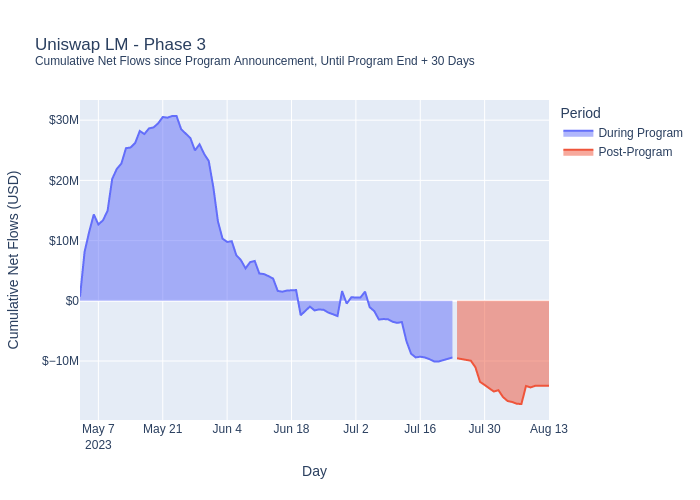 Uniswap LM - Phase 3
Cumulative Net Flows since Program Announcement, Until Program End + 30 Days
Period
During Program
Post-Program
Cumulative Net Flows (USD)
$30M
$20M
$10M
$0
$−10M
May 7
2023
May 21
Jun 4
Jun 18
Jul 2
Jul 16
Jul 30
Aug 13
Day